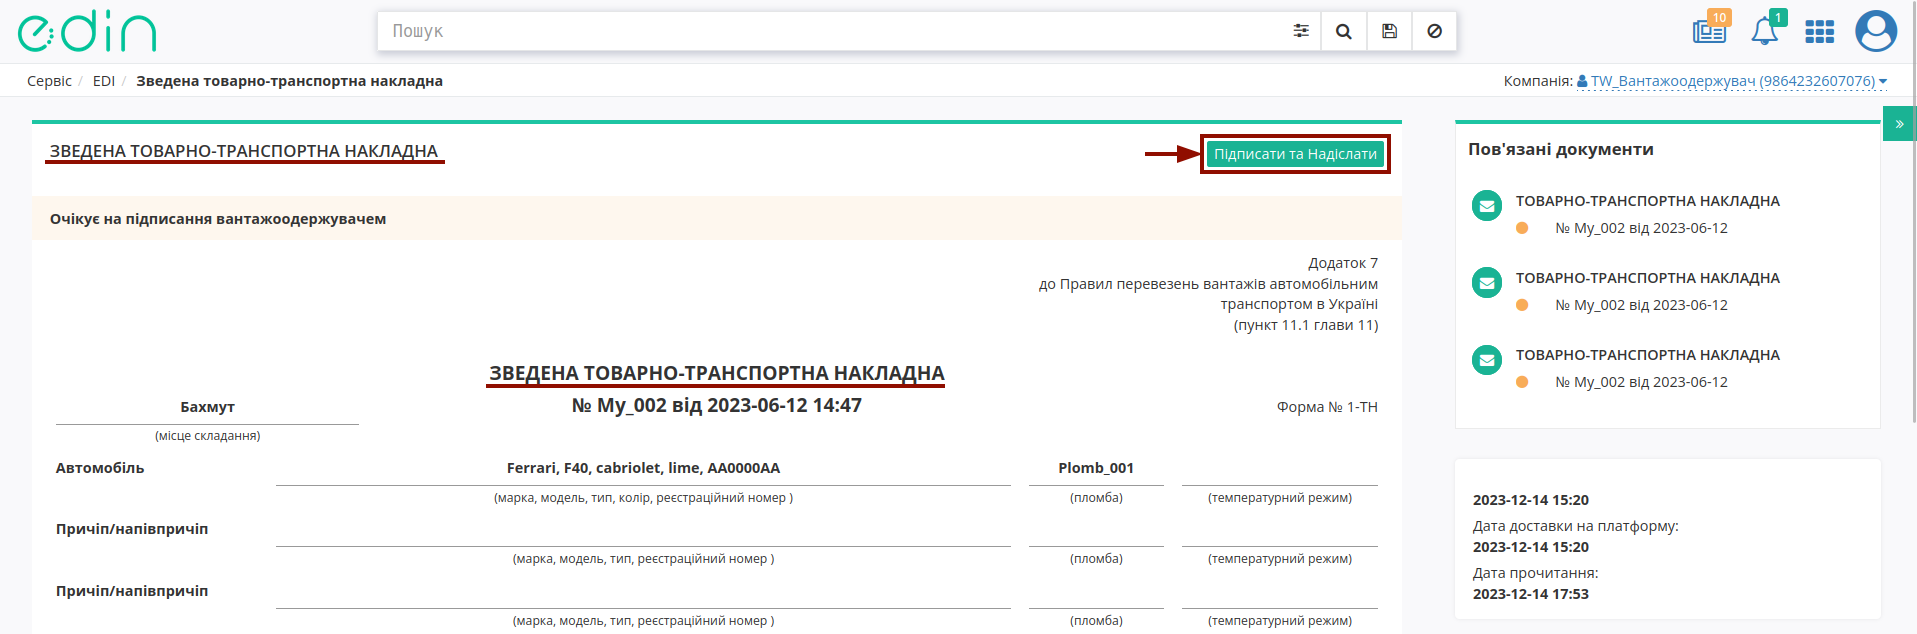 edin
Пошук
10
1
Сервіс / EDI / Зведена товарно-транспортна накладна
Компанія: TW_Вантажоодержувач (9864232607076)
ЗВЕДЕНА ТОВАРНО-ТРАНСПОРТНА НАКЛАДНА
Підписати та Надіслати
Очікує на підписання вантажоодержувачем
Додаток 7
до Правил перевезень вантажів автомобільним
транспортом в Україні
(пункт 11.1 глави 11)
ЗВЕДЕНА ТОВАРНО-ТРАНСПОРТНА НАКЛАДНА
Бахмут
№ My_002 від 2023-06-12 14:47
Форма № 1-ТН
(місце складання)
Автомобіль
Ferrari, F40, cabriolet, lime, AA0000AA
Plomb_001
(марка, модель, тип, колір, реєстраційний номер )
(пломба)
(температурний режим)
Причіп/напівпричіп
(марка, модель, тип, реєстраційний номер )
(пломба)
(температурний режим)
Причіп/напівпричіп
(марка, модель, тип, реєстраційний номер )
(пломба)
(температурний режим)
»
Пов'язані документи
ТОВАРНО-ТРАНСПОРТНА НАКЛАДНА
№ My_002 від 2023-06-12
ТОВАРНО-ТРАНСПОРТНА НАКЛАДНА
№ My_002 від 2023-06-12
ТОВАРНО-ТРАНСПОРТНА НАКЛАДНА
№ My_002 від 2023-06-12
2023-12-14 15:20
Дата доставки на платформу:
2023-12-14 15:20
Дата прочитання:
2023-12-14 17:53